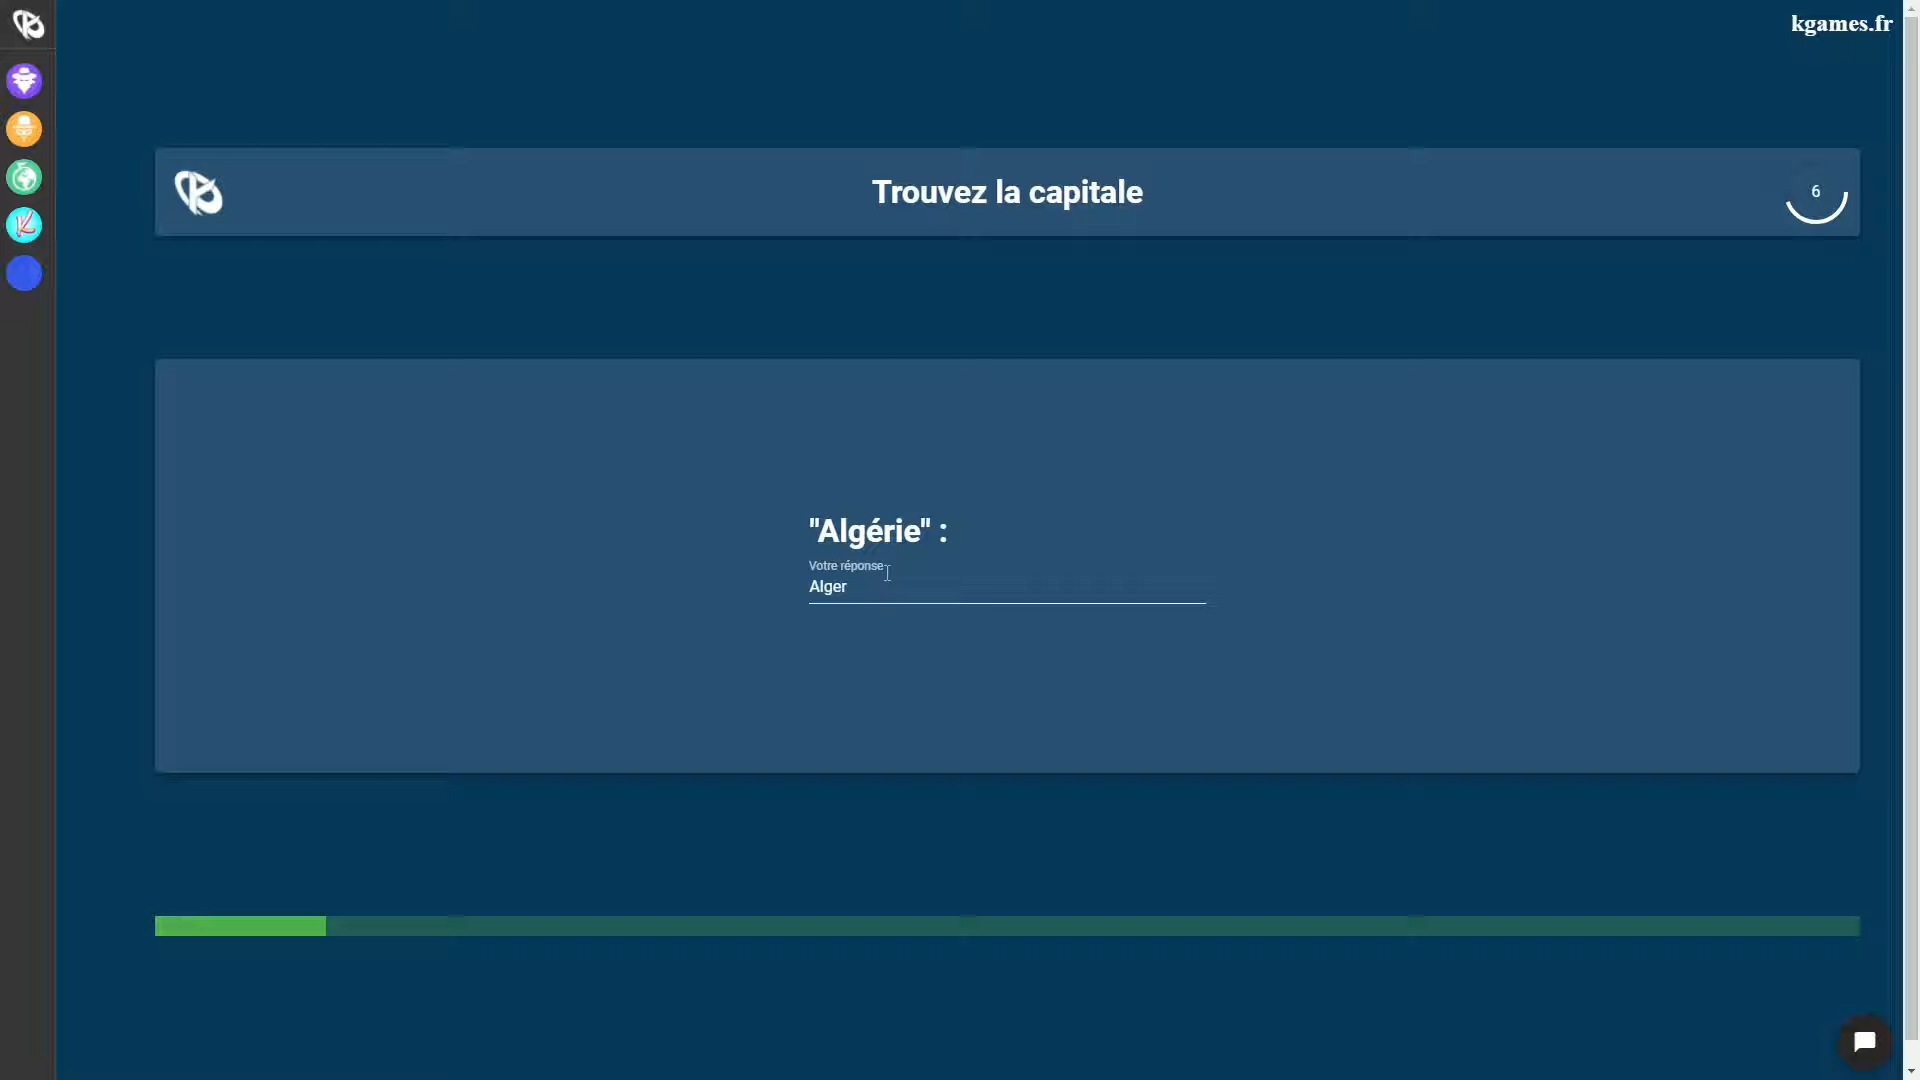 kgames.fr
Trouvez la capitale
6
"Algérie" :
Votre réponse
Alger